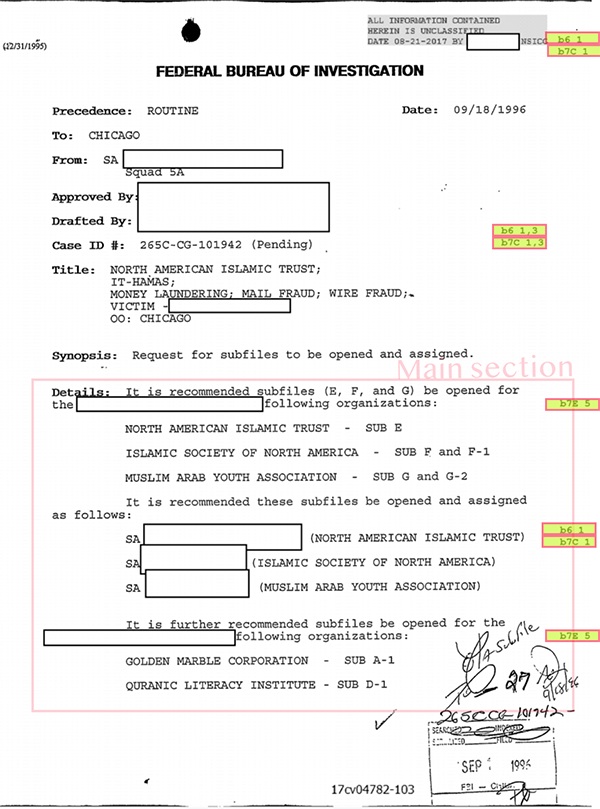 ALL INFORMATION CONTAINED
HEREIN IS UNCLASSIFIED
DATE 08-21-2017 BY NSICG
b6 1
b7C 1
(12/31/1995)
FEDERAL BUREAU OF INVESTIGATION
Precedence: ROUTINE Date: 09/18/1996
To: CHICAGO
From: SA
Squad 5A
Approved By:
Drafted By:
b6 1,3
b7C 1,3
Case ID #: 265C-CG-101942 (Pending)
Title: NORTH AMERICAN ISLAMIC TRUST;
IT-HAMAS;
MONEY LAUNDERING; MAIL FRAUD; WIRE FRAUD;
VICTIM -
OO: CHICAGO
Synopsis: Request for subfiles to be opened and assigned.
Main section
Details: It is recommended subfiles (E, F, and G) be opened for
the following organizations:
b7E 5
NORTH AMERICAN ISLAMIC TRUST - SUB E
ISLAMIC SOCIETY OF NORTH AMERICA - SUB F and F-1
MUSLIM ARAB YOUTH ASSOCIATION - SUB G and G-2
It is recommended these subfiles be opened and assigned
as follows:
b6 1
b7C 1
SA (NORTH AMERICAN ISLAMIC TRUST)
SA (ISLAMIC SOCIETY OF NORTH AMERICA)
SA (MUSLIM ARAB YOUTH ASSOCIATION)
It is further recommended subfiles be opened for the
following organizations:
b7E 5
GOLDEN MARBLE CORPORATION - SUB A-1
QURANIC LITERACY INSTITUTE - SUB D-1
Subfile
27
9/18/96
265C CG 101942 -
SEARCHED INDEXED
FILED
SEP 1996
FBI -
17cv04782-103